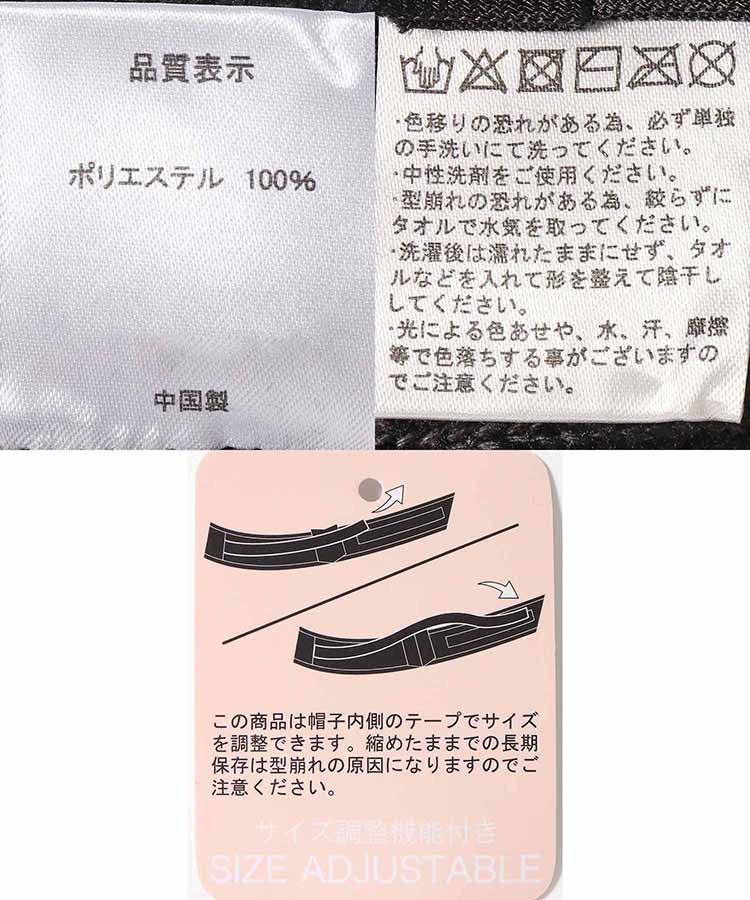 品質表示
ポリエステル 100%
中国製
・色移りの恐れがある為、必ず単独
の手洗いにて洗ってください。
・中性洗剤をご使用ください。
・型崩れの恐れがある為、絞らずに
タオルで水気を取ってください。
・洗濯後は濡れたままにせず、タオ
ルなどを入れて形を整えて陰干し
してください。
・光による色あせや、水、汗、摩擦
等で色落ちする事がございますの
でご注意ください。
この商品は帽子内側のテープでサイズ
を調整できます。縮めたままでの長期
保存は型崩れの原因になりますのでご
注意ください。
サイズ調整機能付き
SIZE ADJUSTABLE